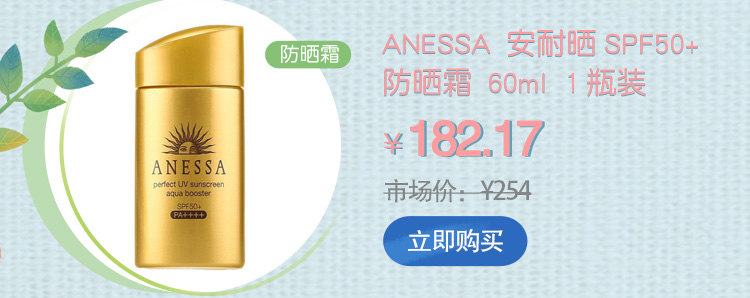 防晒霜
ANESSA
perfect UV sunscreen
aqua booster
SPF50+
PA++++
ANESSA 安耐晒 SPF50+
防晒霜 60ml 1瓶装
¥ 182.17
市场价：¥254
立即购买